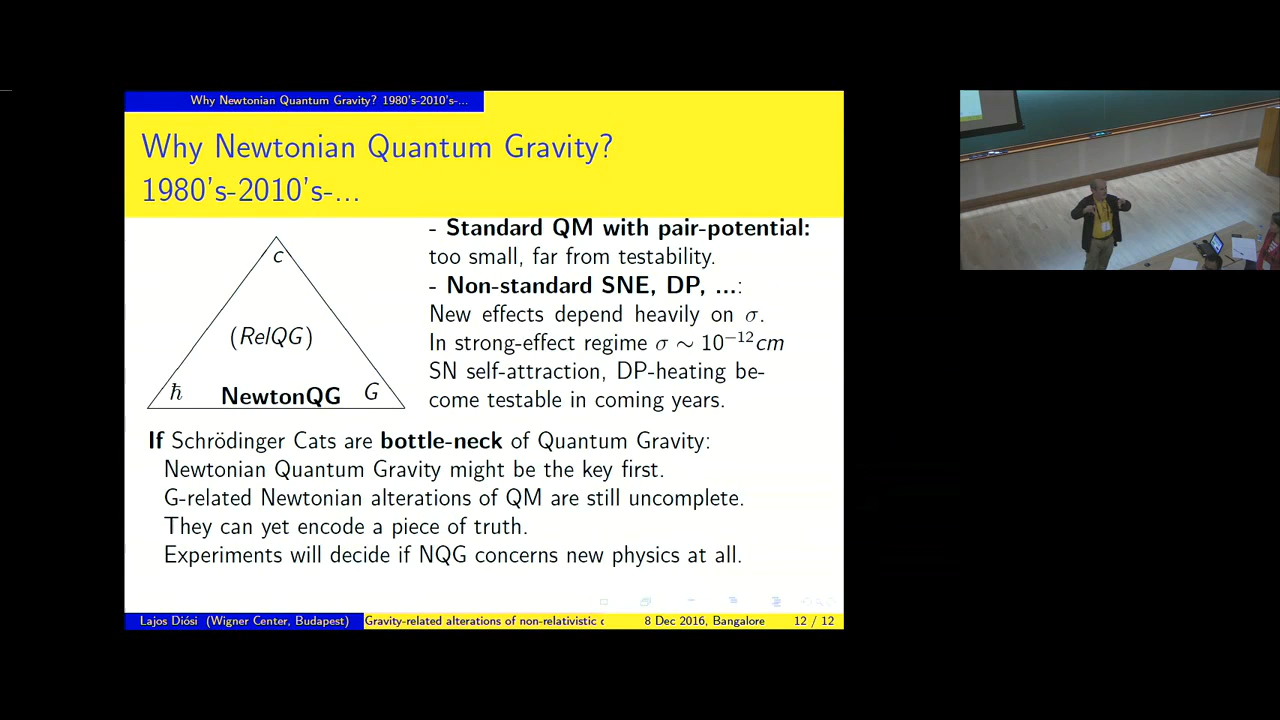 Why Newtonian Quantum Gravity? 1980's-2010's-...
Why Newtonian Quantum Gravity?
1980's-2010's-...
c
(RelQG)
ħ
NewtonQG
G
- Standard QM with pair-potential:
too small, far from testability.
- Non-standard SNE, DP, ...:
New effects depend heavily on σ.
In strong-effect regime σ ∼ 10⁻¹²cm
SN self-attraction, DP-heating be-
come testable in coming years.
If Schrödinger Cats are bottle-neck of Quantum Gravity:
Newtonian Quantum Gravity might be the key first.
G-related Newtonian alterations of QM are still uncomplete.
They can yet encode a piece of truth.
Experiments will decide if NQG concerns new physics at all.
Lajos Diósi (Wigner Center, Budapest)
Gravity-related alterations of non-relativistic c
8 Dec 2016, Bangalore
12 / 12